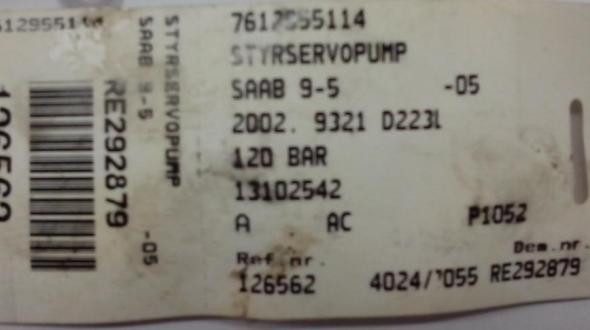 STYRSERVOPUMP
SAAB 9-5 -05
2002. 9321 D223L
120 BAR
13102542
A AC P1052
Ref nr. Dem.nr.
126562 RE292879
STYRSERVOPUMP
SAAB 9-5 -05
RE292879